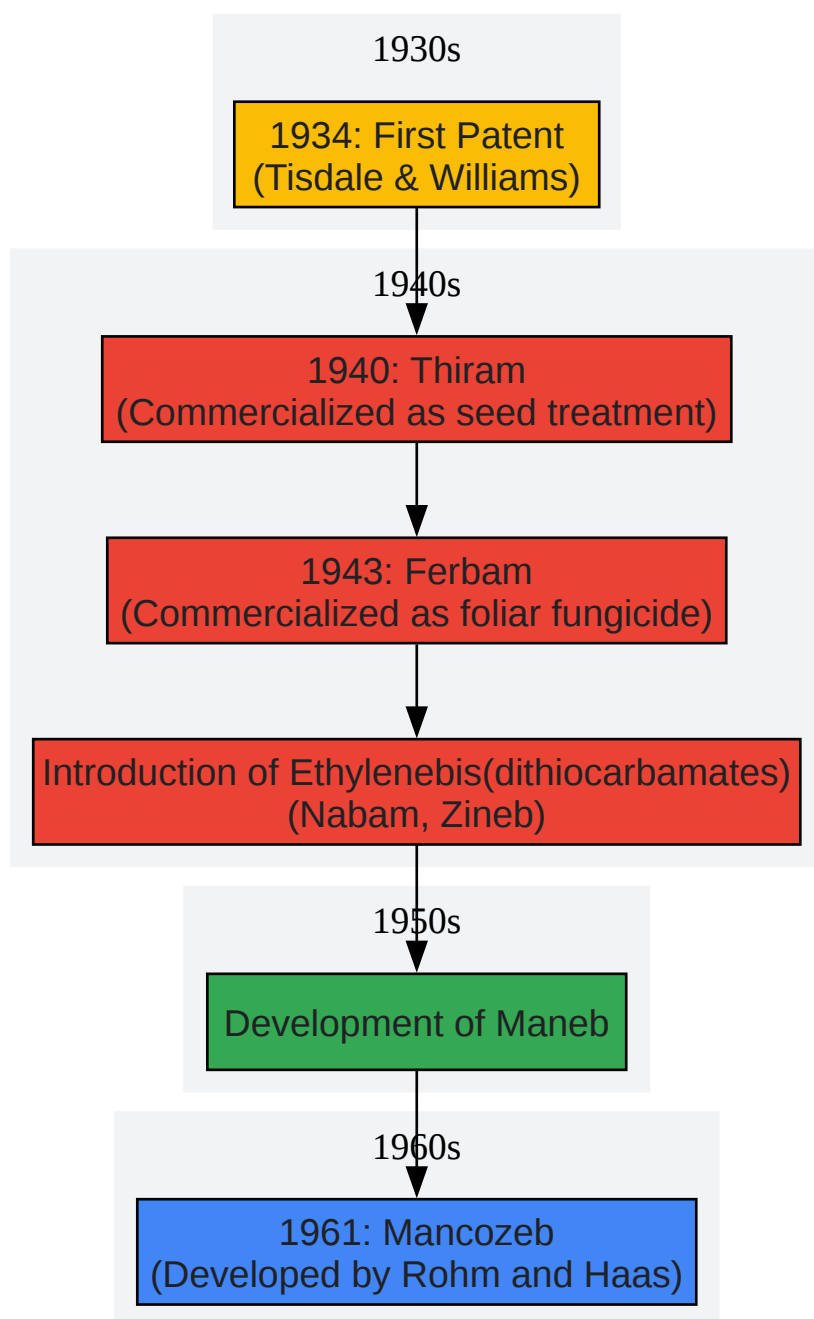 1930s
1934: First Patent
(Tisdale & Williams)
1940s
1940: Thiram
(Commercialized as seed treatment)
1943: Ferbam
(Commercialized as foliar fungicide)
Introduction of Ethylenebis(dithiocarbamates)
(Nabam, Zineb)
1950s
Development of Maneb
1960s
1961: Mancozeb
(Developed by Rohm and Haas)